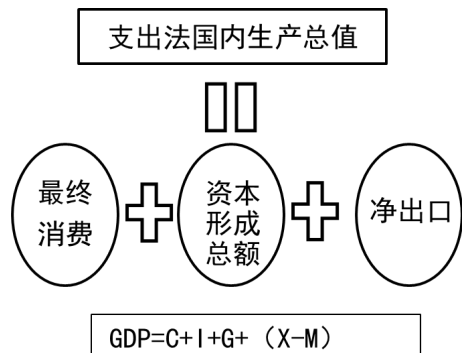 支出法国内生产总值
最终
消费
资本
形成
总额
净出口
GDP=C+I+G+（X-M）